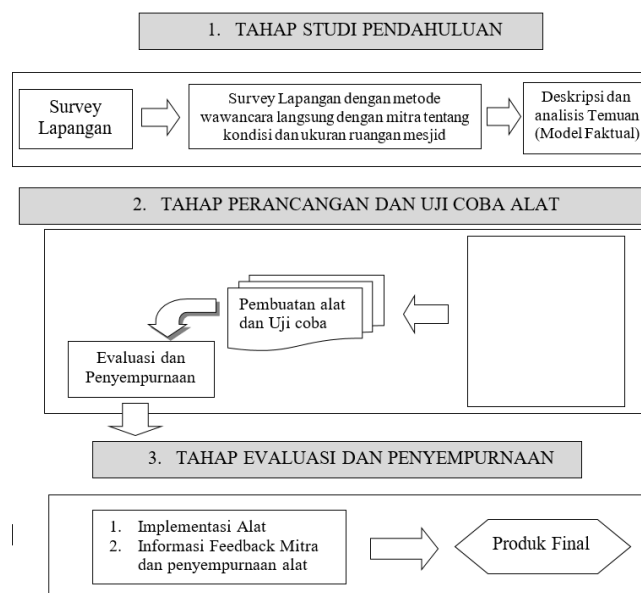 1. TAHAP STUDI PENDAHULUAN
Survey
Lapangan
Survey Lapangan dengan metode
wawancara langsung dengan mitra tentang
kondisi dan ukuran ruangan mesjid
Deskripsi dan
analisis Temuan
(Model Faktual)
2. TAHAP PERANCANGAN DAN UJI COBA ALAT
Pembuatan alat
dan Uji coba
Evaluasi dan
Penyempurnaan
3. TAHAP EVALUASI DAN PENYEMPURNAAN
1. Implementasi Alat
2. Informasi Feedback Mitra
dan penyempurnaan alat
Produk Final